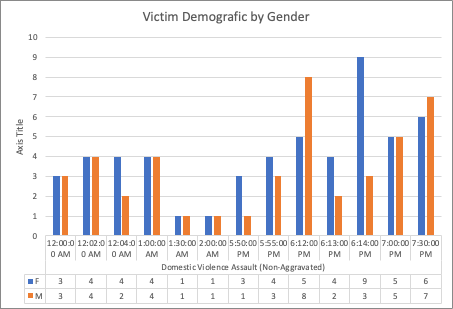 Victim Demografic by Gender
10
9
8
7
6
5
4
3
2
1
0
Axis Title
12:00:0 12:02:0 12:04:0 1:00:00 1:30:00 2:00:00 5:50:00 5:55:00 6:12:00 6:13:00 6:14:00 7:00:00 7:30:00
0 AM 0 AM 0 AM AM AM AM PM PM PM PM PM PM PM
Domestic Violence Assault (Non-Aggravated)
F 3 4 4 4 1 1 3 4 5 4 9 5 6
M 3 4 2 4 1 1 1 3 8 2 3 5 7